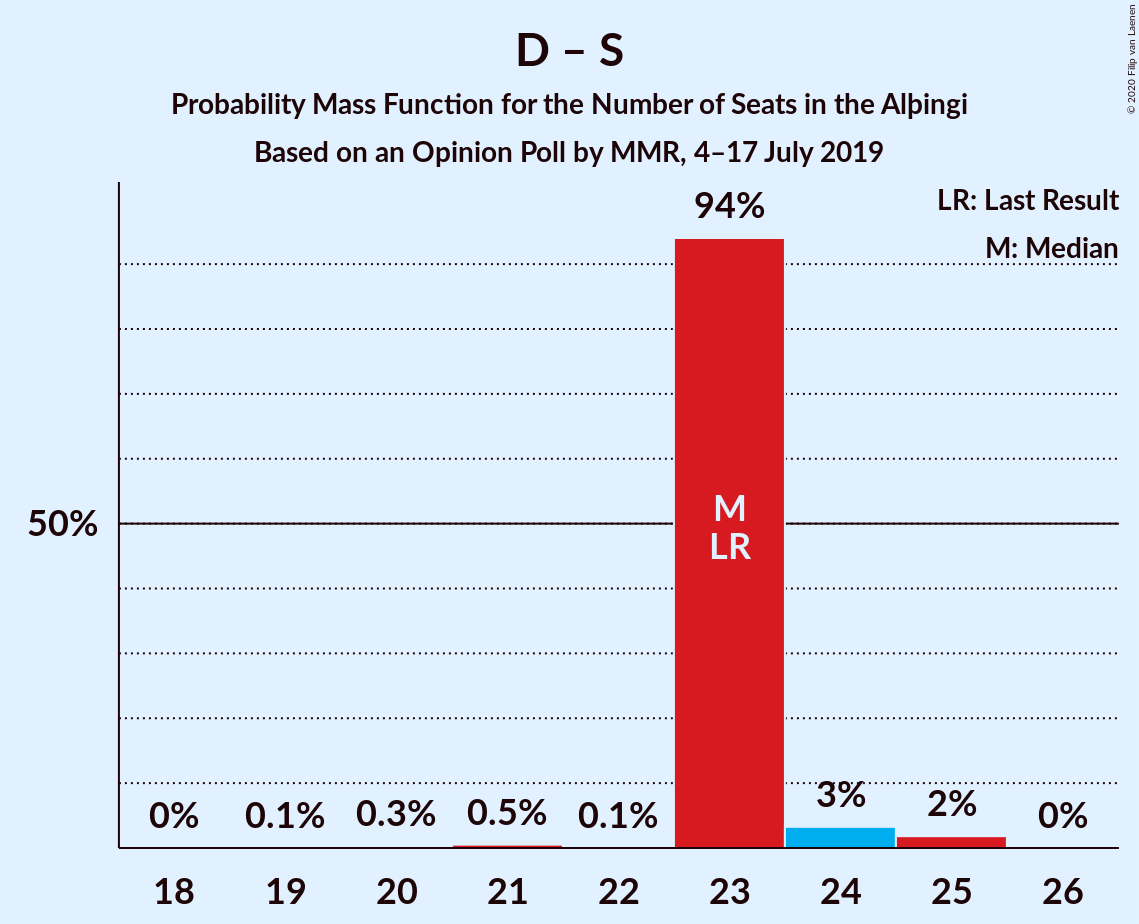 D – S
Probability Mass Function for the Number of Seats in the Alþingi
Based on an Opinion Poll by MMR, 4–17 July 2019
© 2020 Filip van Laenen
LR: Last Result
M: Median
94%
50%
M
LR
0%
0.1%
0.3%
0.5%
0.1%
3%
2%
0%
18
19
20
21
22
23
24
25
26